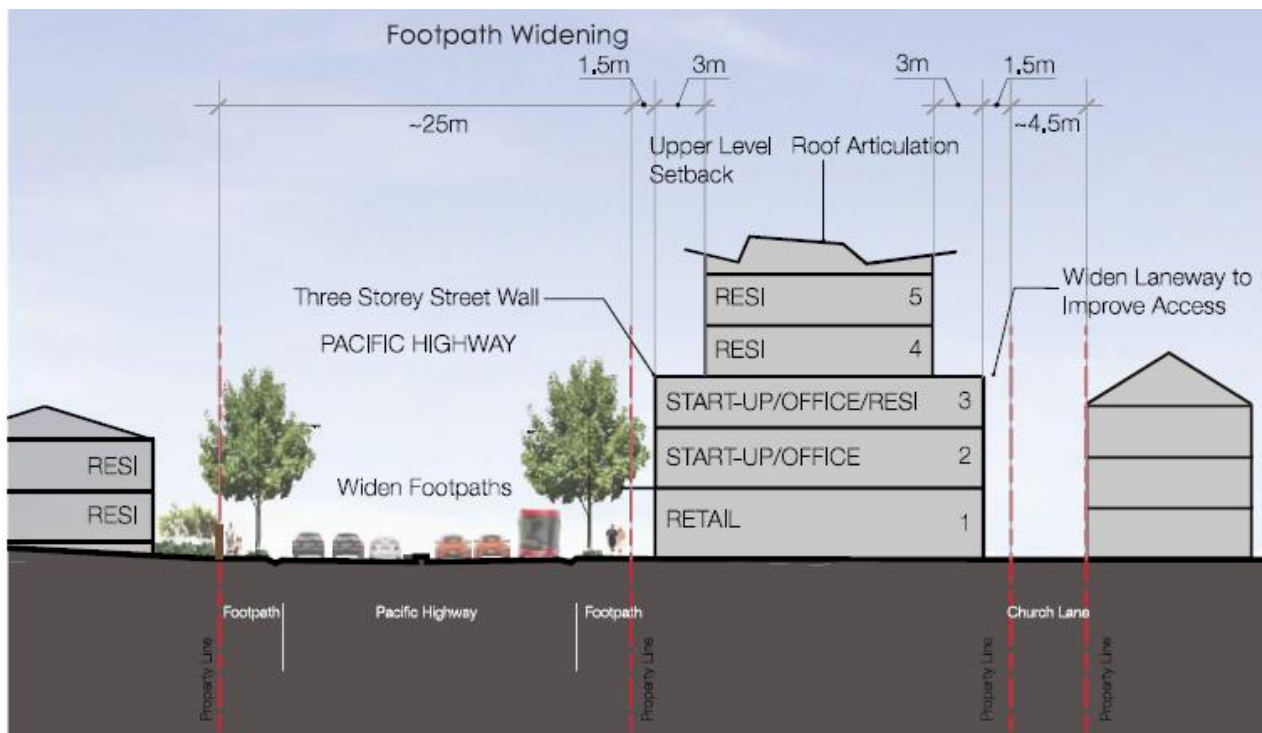 Footpath Widening
1.5m
3m
3m
1.5m
~25m
~4.5m
Upper Level
Setback
Roof Articulation
Widen Laneway to
Improve Access
Three Storey Street Wall
PACIFIC HIGHWAY
RESI 5
RESI 4
START-UP/OFFICE/RESI 3
START-UP/OFFICE 2
RETAIL 1
RESI
RESI
Widen Footpaths
Footpath
Pacific Highway
Footpath
Church Lane
Property Line
Property Line
Property Line
Property Line